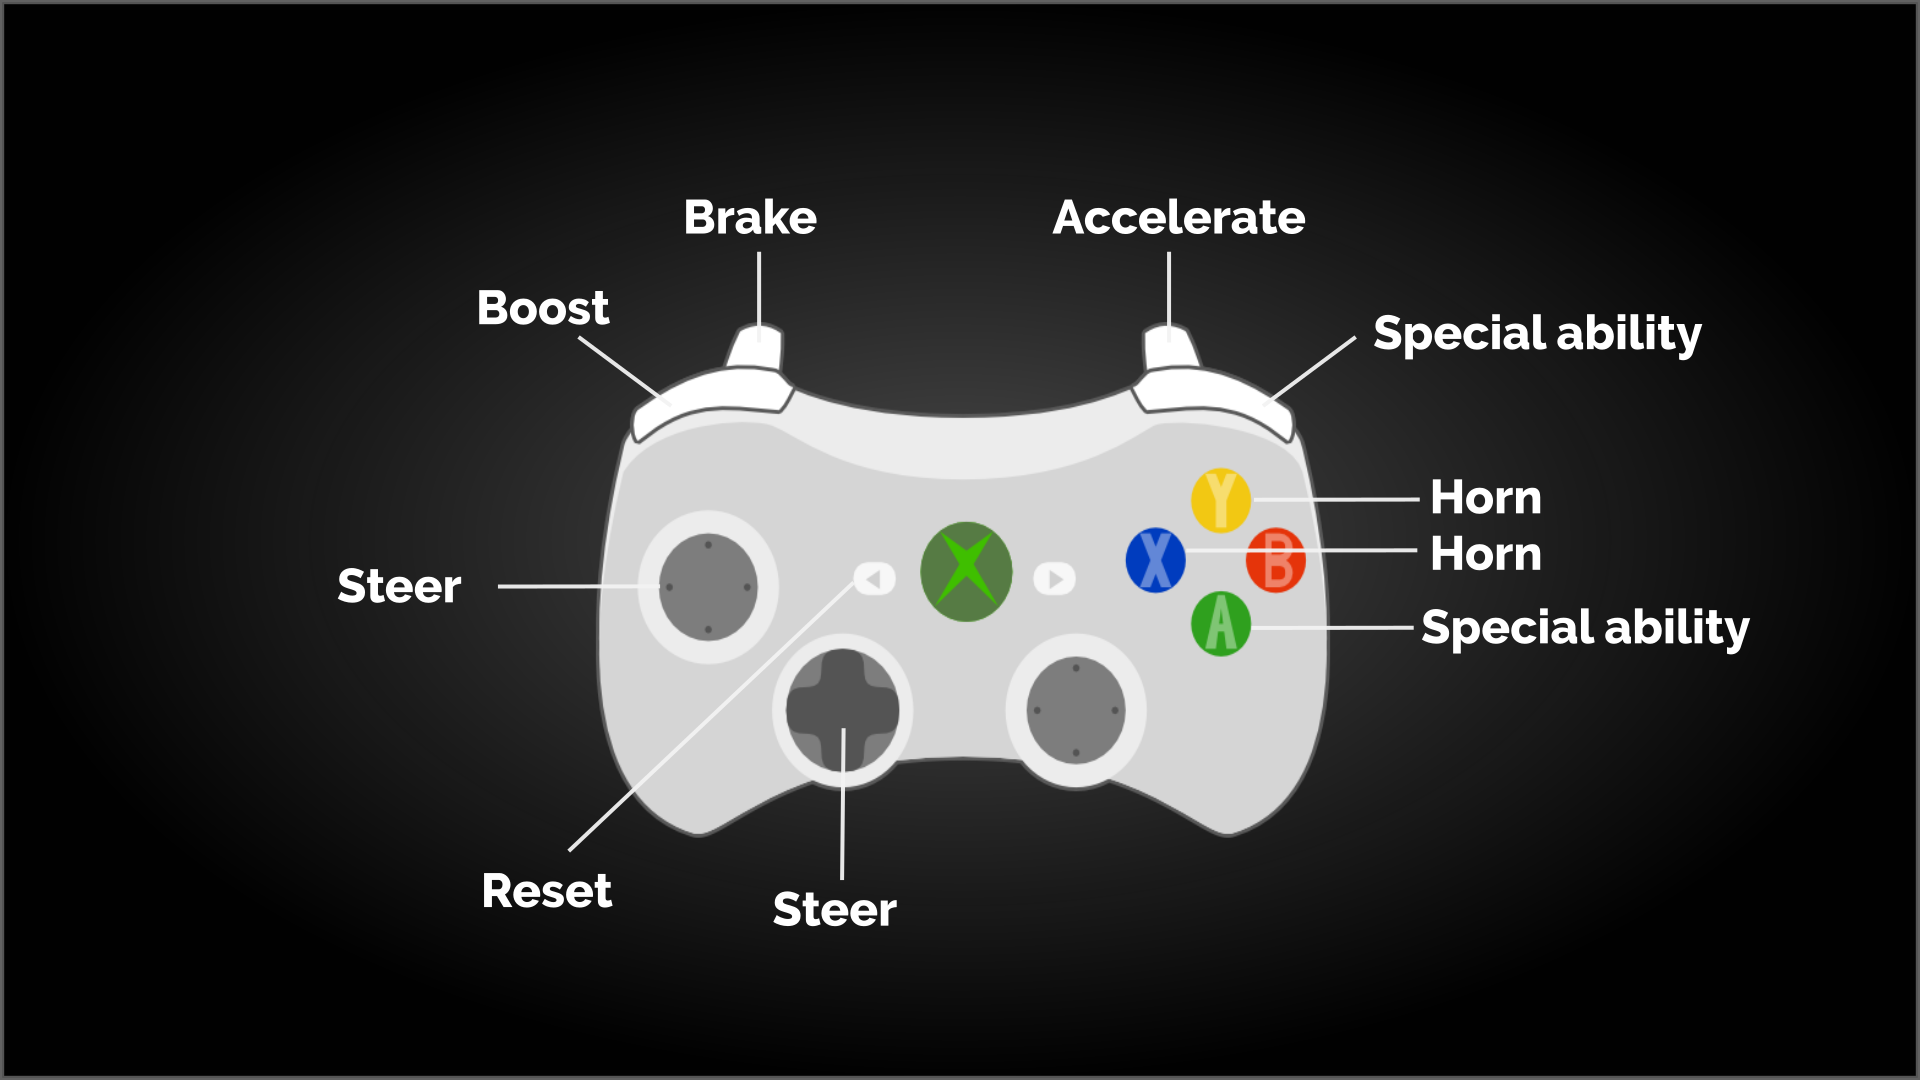 Brake
Accelerate
Boost
Special ability
Y
Horn
X
B
Horn
Steer
A
Special ability
Reset
Steer